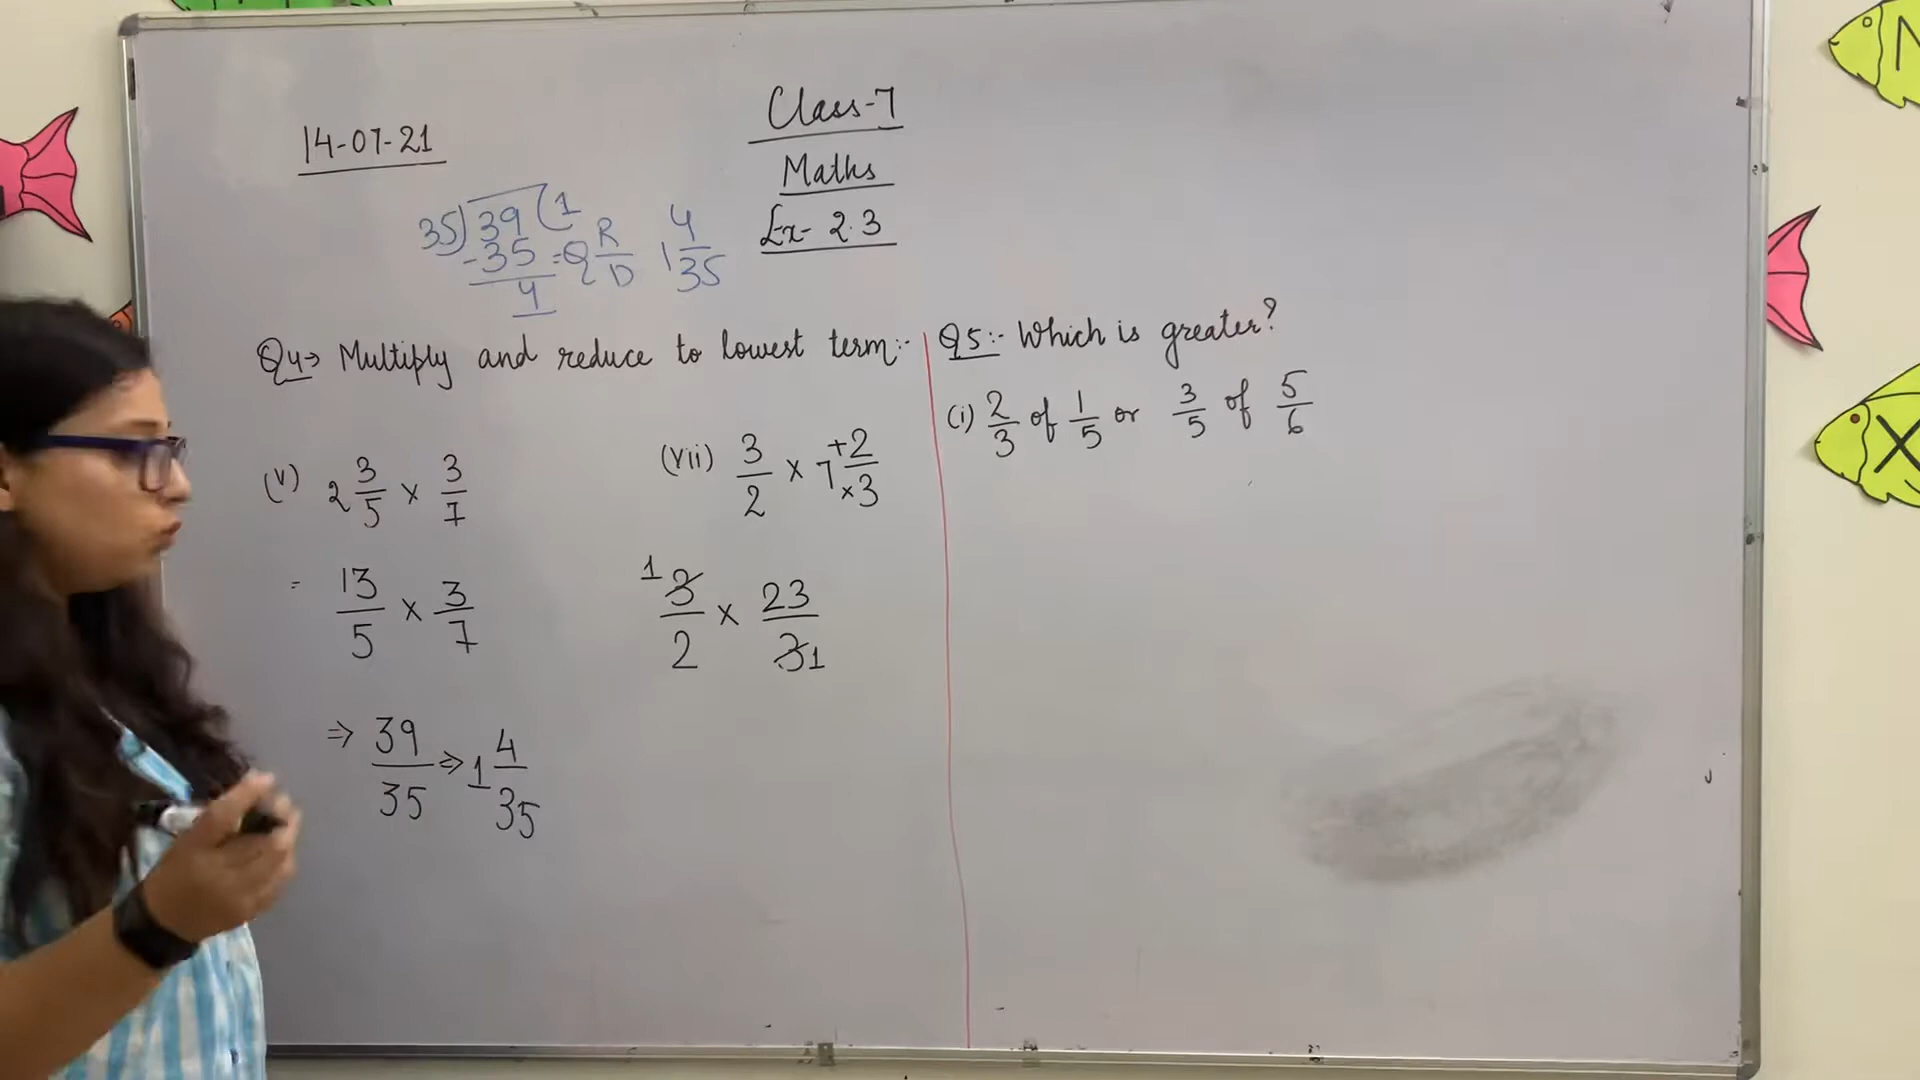 14-07-21
Class-7
Maths
Ex- 2.3
35)39(1
-35
4
=Q R/D 1 4/35
Q4→ Multiply and reduce to lowest term:-
(v) 2 3/5 × 3/7
= 13/5 × 3/7
⇒ 39/35 ⇒ 1 4/35
(vii) 3/2 × 7 +2/×3
1 3/2 × 23/3 1
Q5:- Which is greater?
(i) 2/3 of 1/5 or 3/5 of 5/6
N
X